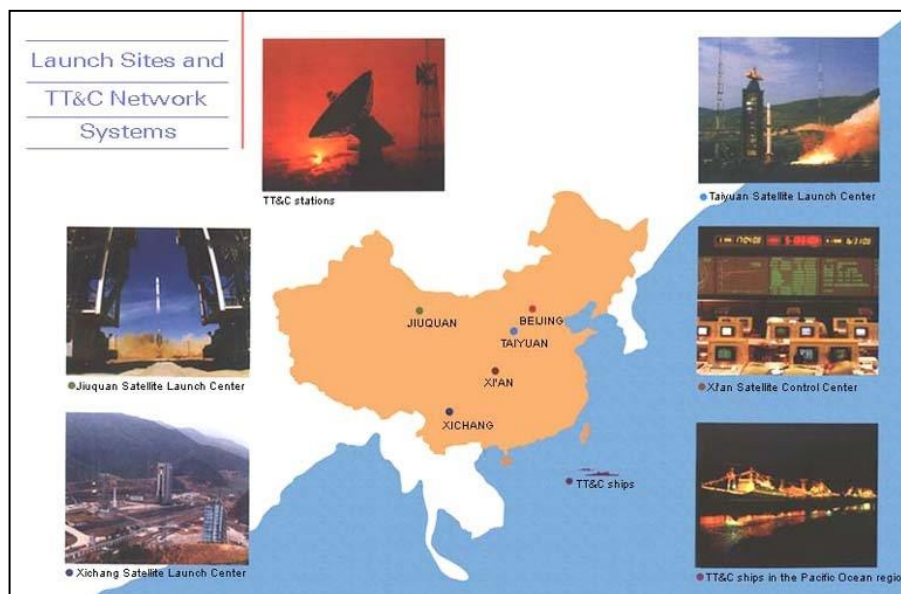 Launch Sites and
TT&C Network
Systems
TT&C stations
Taiyuan Satellite Launch Center
Jiuquan Satellite Launch Center
JIUQUAN
BEIJING
TAIYUAN
XI'AN
XICHANG
TT&C ships
Xi'an Satellite Control Center
Xichang Satellite Launch Center
TT&C ships in the Pacific Ocean regio